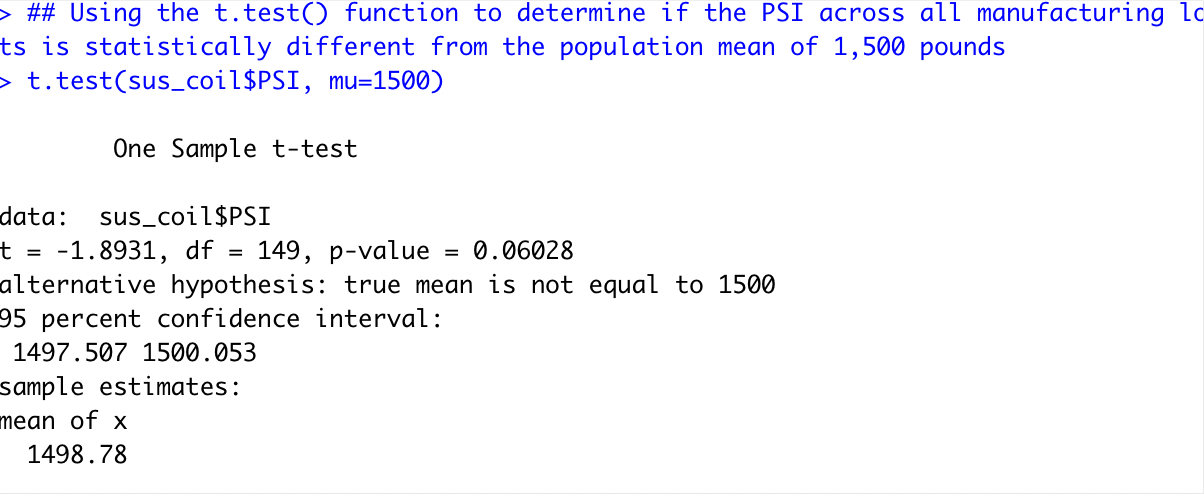 > ## Using the t.test() function to determine if the PSI across all manufacturing lo
ts is statistically different from the population mean of 1,500 pounds
> t.test(sus_coil$PSI, mu=1500)
One Sample t-test
data:  sus_coil$PSI
t = -1.8931, df = 149, p-value = 0.06028
alternative hypothesis: true mean is not equal to 1500
95 percent confidence interval:
1497.507 1500.053
sample estimates:
mean of x
1498.78